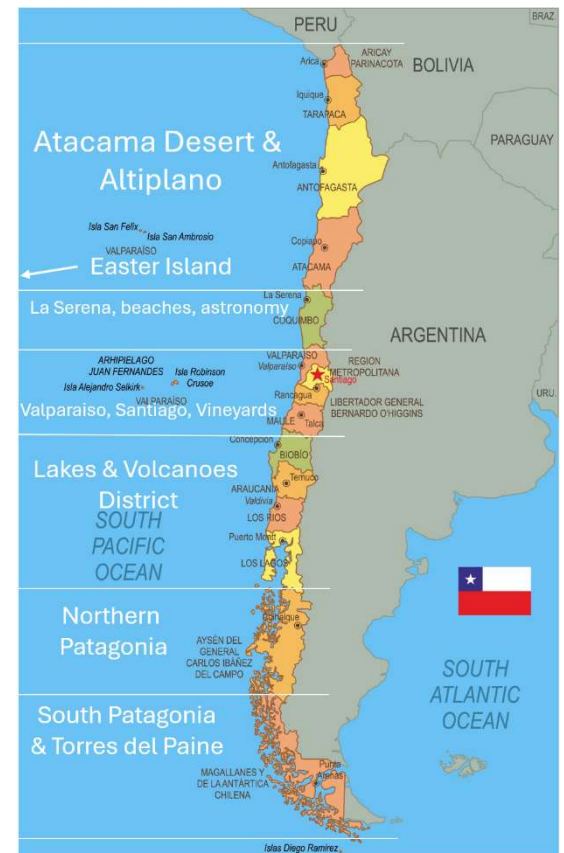 PERU
BRAZ.
Arica
ARICAY
PARINACOTA
BOLIVIA
Iquique
TARAPACA
PARAGUAY
Atacama Desert &
Altiplano
Antofagasta
ANTOFAGASTA
Isla San Felix
Isla San Ambrosio
VALPARAÍSO
Copiapo
ATACAMA
Easter Island
La Serena
La Serena, beaches, astronomy
CUQUIMBO
ARGENTINA
ARHIPIELAGO
JUAN FERNANDES
Isla Robinson
Crusoe
Isla Alejandro Selkirk
VALPARAÍSO
VALPARAISO
Valparaiso
REGION
METROPOLITANA
Santiago
URU.
Rancagua
LIBERTADOR GENERAL
BERNARDO O'HIGGINS
Valparaiso, Santiago, Vineyards
MAULE
Talca
Concepcion
BIOBÍO
Lakes & Volcanoes
District
Temuco
ARAUCANIA
Valdivia
LOS RIOS
SOUTH
PACIFIC
OCEAN
Puerto Montt
LOS LAGOS
Northern
Patagonia
AYSÉN DEL
GENERAL
CARLOS IBÁÑEZ
DEL CAMPO
SOUTH
ATLANTIC
OCEAN
South Patagonia
& Torres del Paine
Punta
Arenas
MAGALLANES Y
DE LA ANTÁRTICA
CHILENA
Islas Diego Ramirez